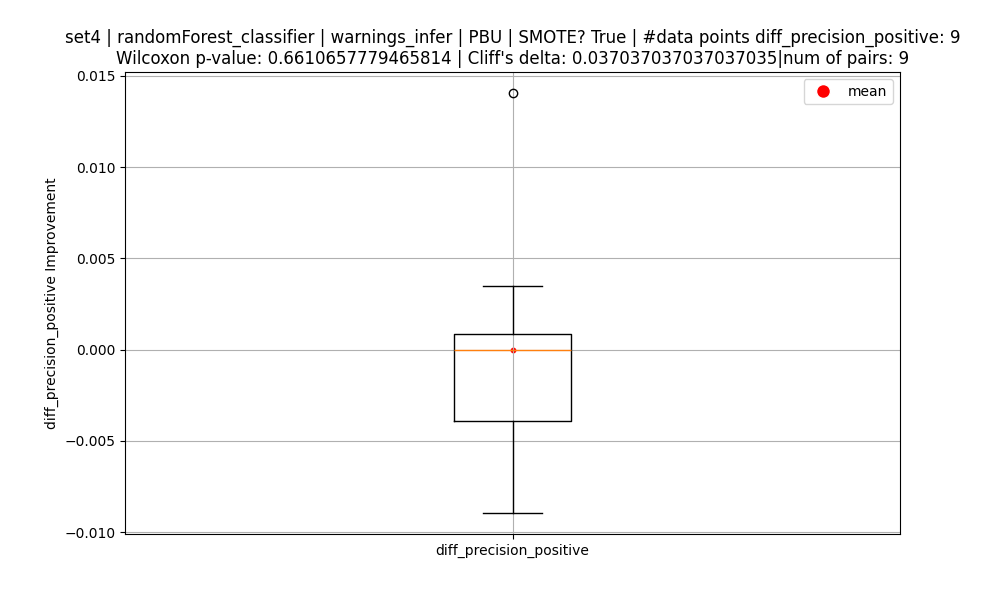 set4 | randomForest_classifier | warnings_infer | PBU | SMOTE? True | #data points diff_precision_positive: 9
Wilcoxon p-value: 0.6610657779465814 | Cliff's delta: 0.037037037037037035|num of pairs: 9
mean
0.015
0.010
0.005
0.000
−0.005
−0.010
diff_precision_positive Improvement
diff_precision_positive